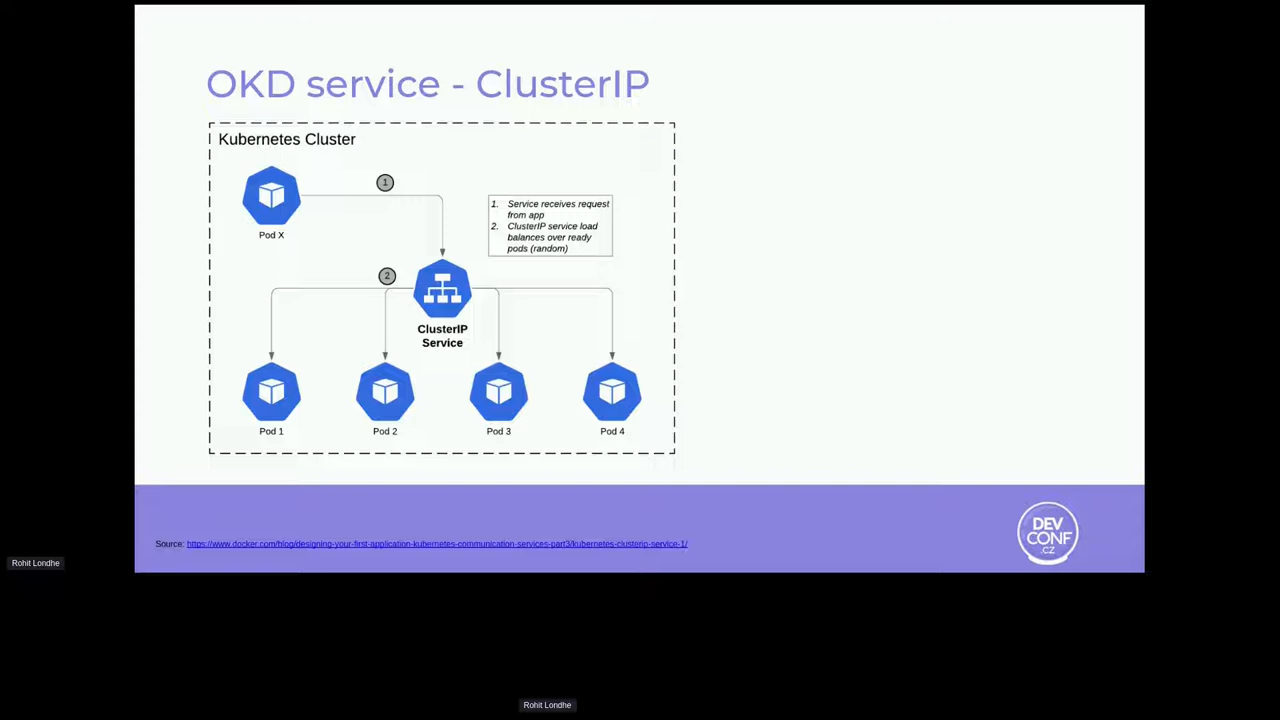 OKD service - ClusterIP
Kubernetes Cluster
1
Pod X
1. Service receives request
from app
2. ClusterIP service load
balances over ready
pods (random)
2
ClusterIP
Service
Pod 1
Pod 2
Pod 3
Pod 4
Source: https://www.docker.com/blog/designing-your-first-application-kubernetes-communication-services-part3/kubernetes-clusterip-service-1/
DEV
CONF
.CZ
Rohit Londhe
Rohit Londhe